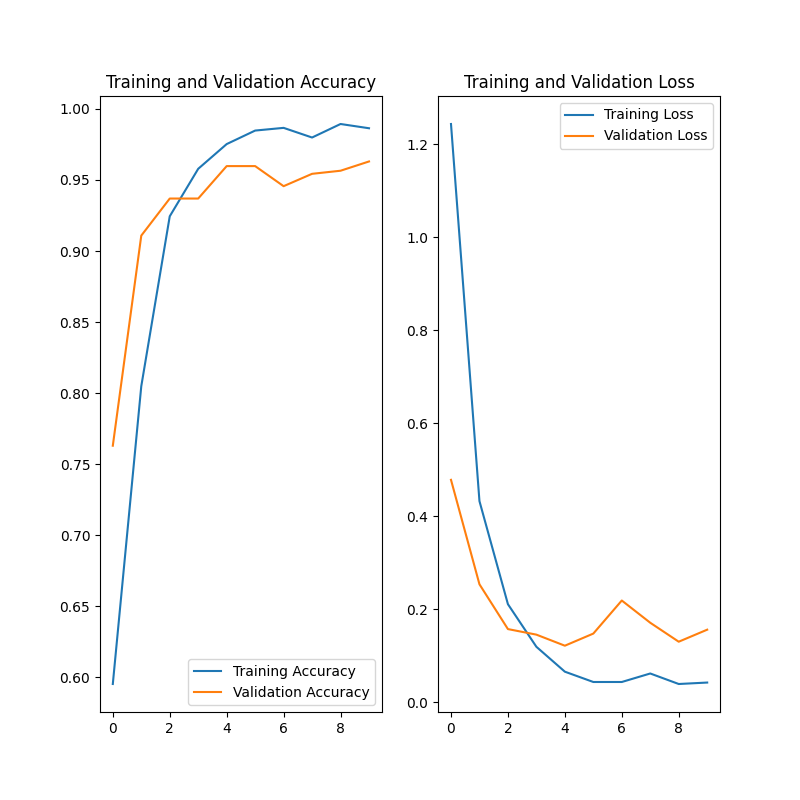 Training and Validation Accuracy
1.00
0.95
0.90
0.85
0.80
0.75
0.70
0.65
0.60
Training Accuracy
Validation Accuracy
0 2 4 6 8
Training and Validation Loss
Training Loss
Validation Loss
1.2
1.0
0.8
0.6
0.4
0.2
0.0
0 2 4 6 8